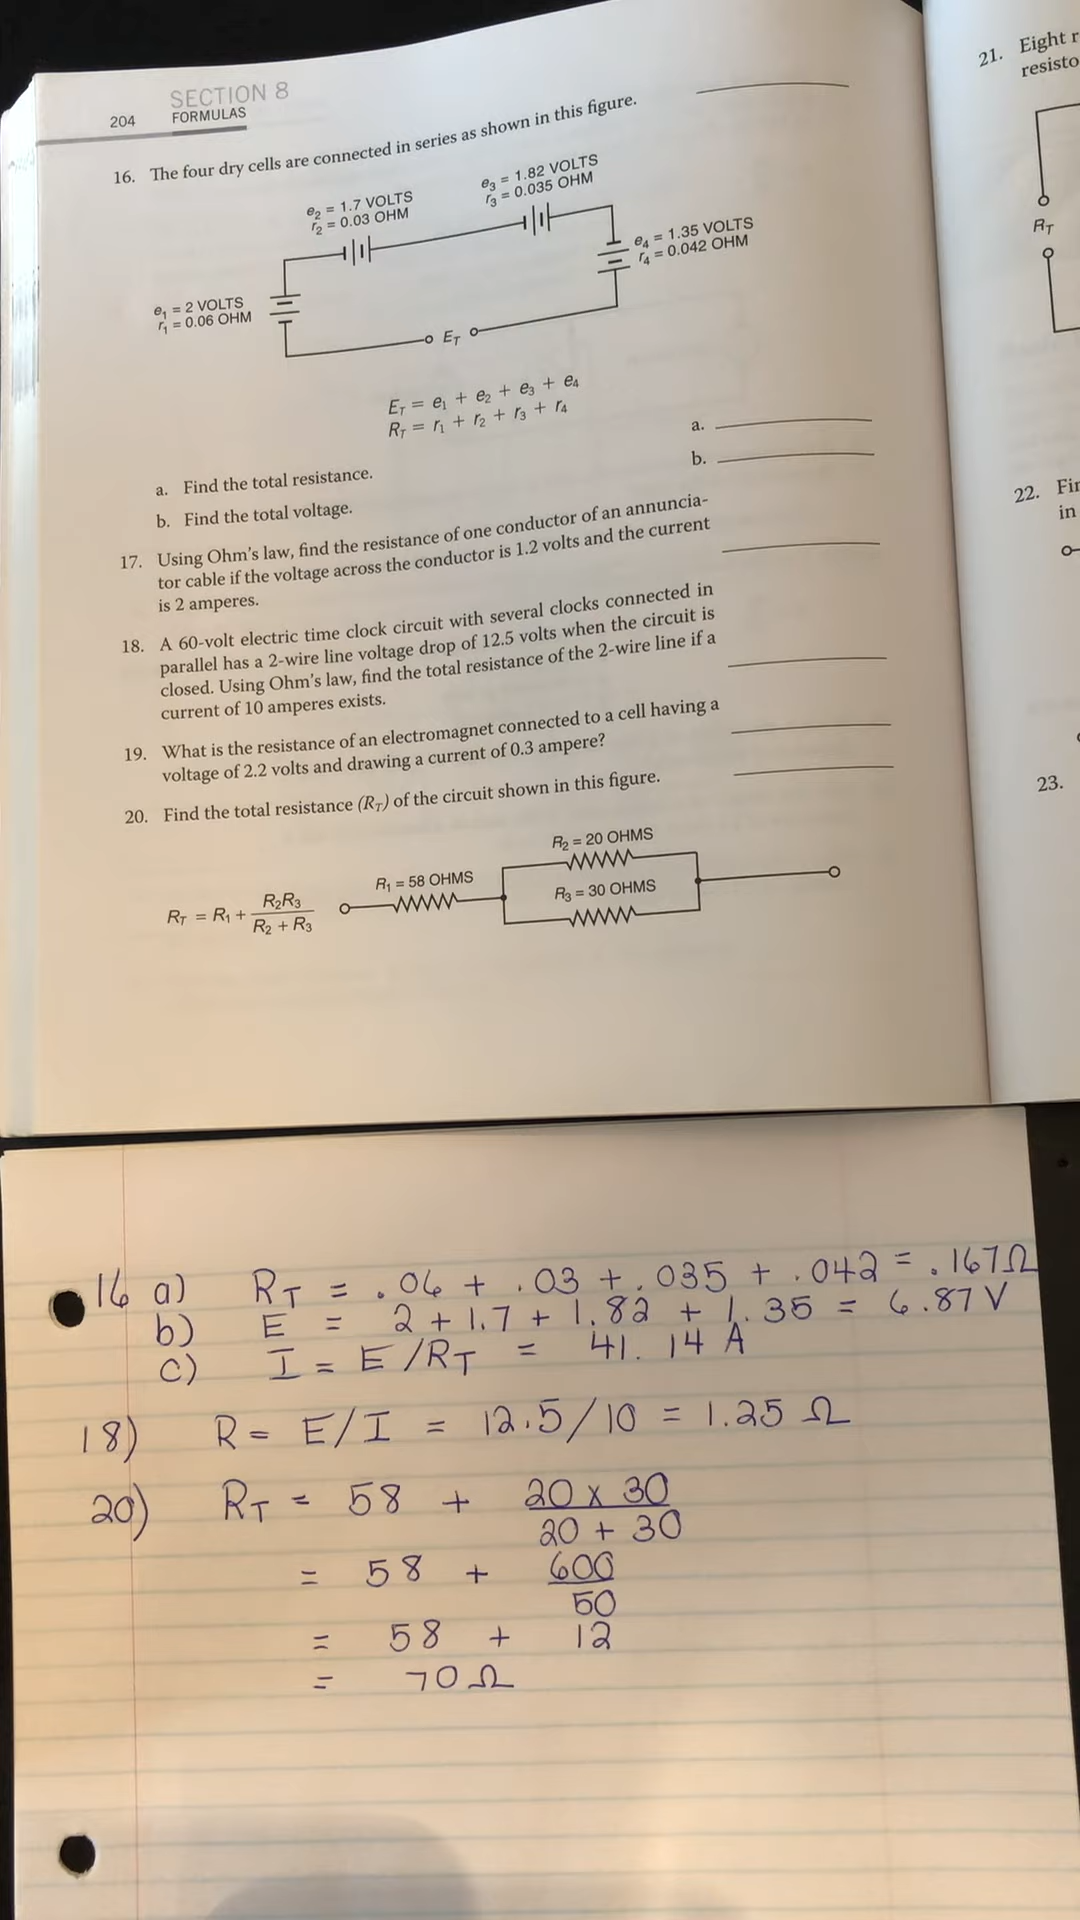 SECTION 8
204 FORMULAS
16. The four dry cells are connected in series as shown in this figure.
e2 = 1.7 VOLTS
r2 = 0.03 OHM
e3 = 1.82 VOLTS
r3 = 0.035 OHM
e4 = 1.35 VOLTS
r4 = 0.042 OHM
e1 = 2 VOLTS
r1 = 0.06 OHM
ET
ET = e1 + e2 + e3 + e4
RT = r1 + r2 + r3 + r4
a. Find the total resistance. a.
b. Find the total voltage. b.
17. Using Ohm's law, find the resistance of one conductor of an annuncia-
tor cable if the voltage across the conductor is 1.2 volts and the current
is 2 amperes.
18. A 60-volt electric time clock circuit with several clocks connected in
parallel has a 2-wire line voltage drop of 12.5 volts when the circuit is
closed. Using Ohm's law, find the total resistance of the 2-wire line if a
current of 10 amperes exists.
19. What is the resistance of an electromagnet connected to a cell having a
voltage of 2.2 volts and drawing a current of 0.3 ampere?
20. Find the total resistance (RT) of the circuit shown in this figure.
R2 = 20 OHMS
R1 = 58 OHMS
R3 = 30 OHMS
RT = R1 + R2R3 / R2 + R3
21. Eight r
resisto
RT
22. Fin
in
23.
16 a) RT = .06 + .03 + .035 + .042 = .167Ω
b) E = 2 + 1.7 + 1.82 + 1.35 = 6.87 V
c) I = E/RT = 41.14 A
18) R = E/I = 12.5/10 = 1.25 Ω
20) RT = 58 + 20 x 30
20 + 30
= 58 + 600
50
= 58 + 12
= 70Ω